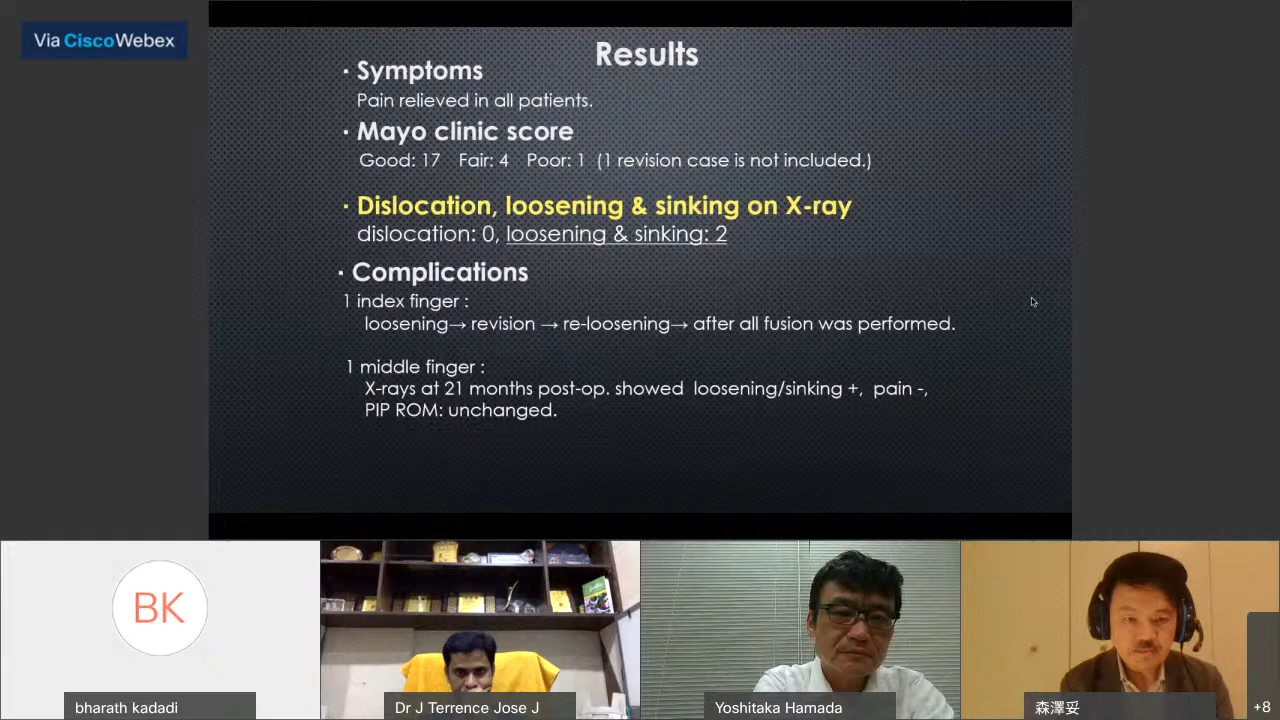 Via Cisco Webex
Results
· Symptoms
Pain relieved in all patients.
· Mayo clinic score
Good: 17 Fair: 4 Poor: 1 (1 revision case is not included.)
· Dislocation, loosening & sinking on X-ray
dislocation: 0, loosening & sinking: 2
· Complications
1 index finger :
loosening→ revision → re-loosening→ after all fusion was performed.
1 middle finger :
X-rays at 21 months post-op. showed loosening/sinking +, pain -,
PIP ROM: unchanged.
BK
bharath kadadi
Dr J Terrence Jose J
Yoshitaka Hamada
森澤妥
+8